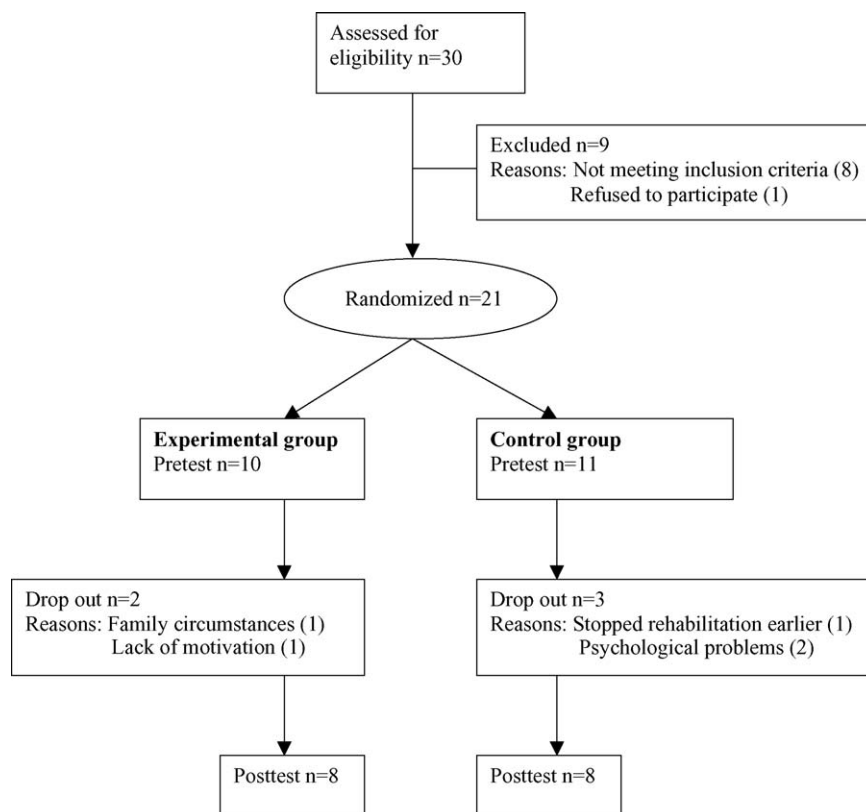 Assessed for
eligibility n=30
Excluded n=9
Reasons: Not meeting inclusion criteria (8)
Refused to participate (1)
Randomized n=21
Experimental group
Pretest n=10
Control group
Pretest n=11
Drop out n=2
Reasons: Family circumstances (1)
Lack of motivation (1)
Drop out n=3
Reasons: Stopped rehabilitation earlier (1)
Psychological problems (2)
Posttest n=8
Posttest n=8